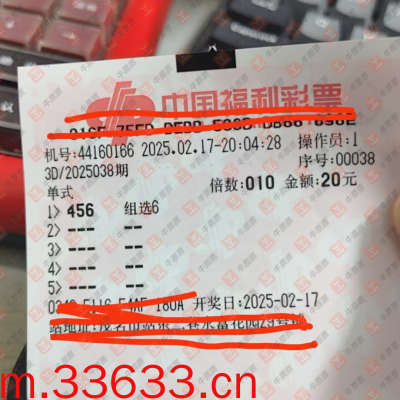 中国福利彩票
机号:44160166 2025.02.17-20:04:28 操作员:1
3D/2025038期 序号:00038
单式 倍数:010 金额:20元
1> 456 组选6
2> --- --
3> --- --
4> --- --
5> --- --
180A 开奖日:2025-02-17
m.33633.cn